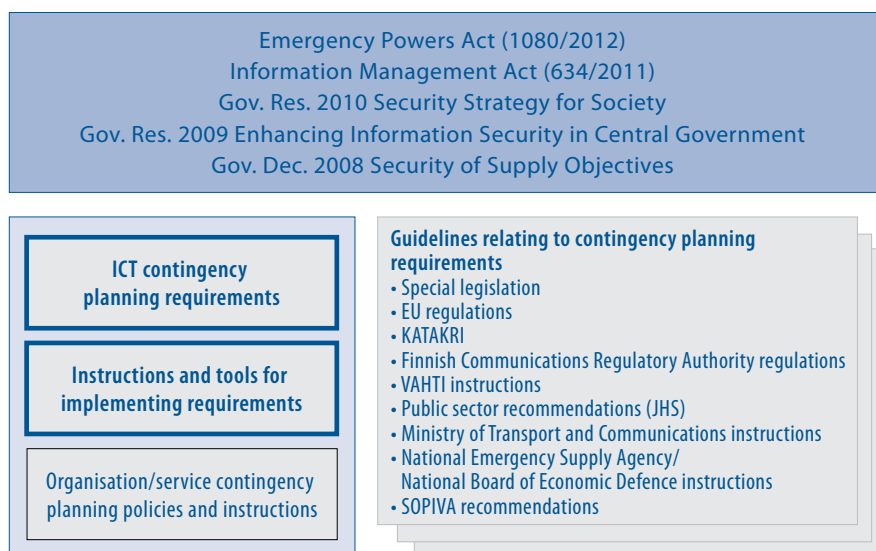 Emergency Powers Act (1080/2012)
Information Management Act (634/2011)
Gov. Res. 2010 Security Strategy for Society
Gov. Res. 2009 Enhancing Information Security in Central Government
Gov. Dec. 2008 Security of Supply Objectives
ICT contingency
planning requirements
Instructions and tools for
implementing requirements
Organisation/service contingency
planning policies and instructions
Guidelines relating to contingency planning
requirements
• Special legislation
• EU regulations
• KATAKRI
• Finnish Communications Regulatory Authority regulations
• VAHTI instructions
• Public sector recommendations (JHS)
• Ministry of Transport and Communications instructions
• National Emergency Supply Agency/
National Board of Economic Defence instructions
• SOPIVA recommendations